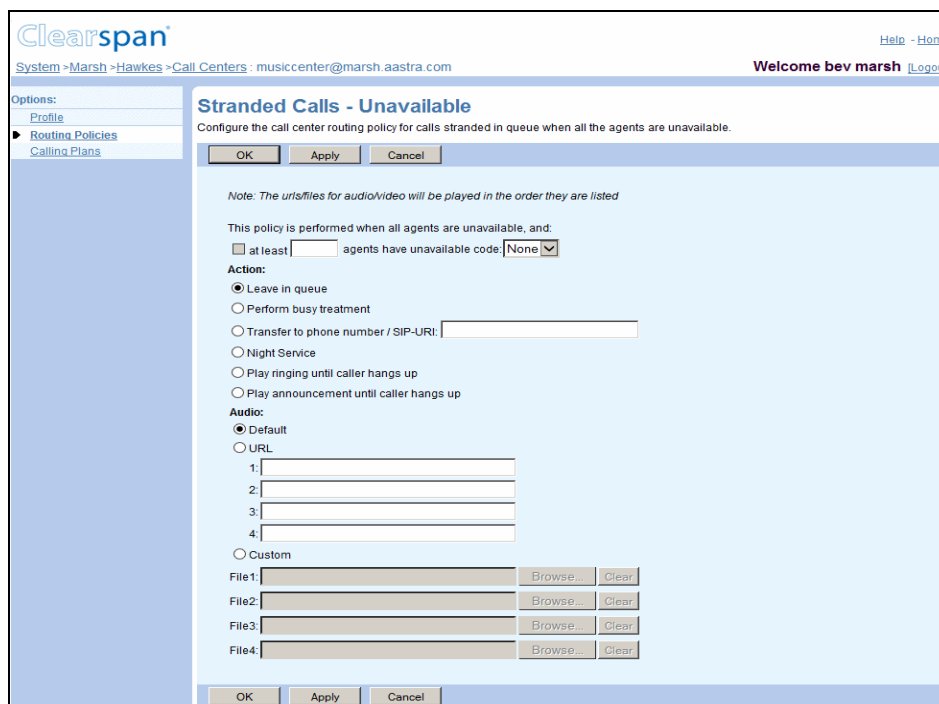 Clearspan
Help - Hom
System >Marsh >Hawkes >Call Centers : musiccenter@marsh.aastra.com
Welcome bev marsh [Logou
Options:
Profile
Routing Policies
Calling Plans
Stranded Calls - Unavailable
Configure the call center routing policy for calls stranded in queue when all the agents are unavailable.
OK Apply Cancel
Note: The urls/files for audio/video will be played in the order they are listed
This policy is performed when all agents are unavailable, and:
at least agents have unavailable code: None
Action:
Leave in queue
Perform busy treatment
Transfer to phone number / SIP-URI:
Night Service
Play ringing until caller hangs up
Play announcement until caller hangs up
Audio:
Default
URL
1:
2:
3:
4:
Custom
File1: Browse... Clear
File2: Browse... Clear
File3: Browse... Clear
File4: Browse... Clear
OK Apply Cancel